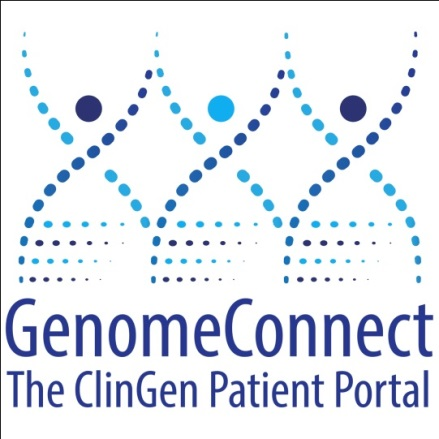 GenomeConnect
The ClinGen Patient Portal